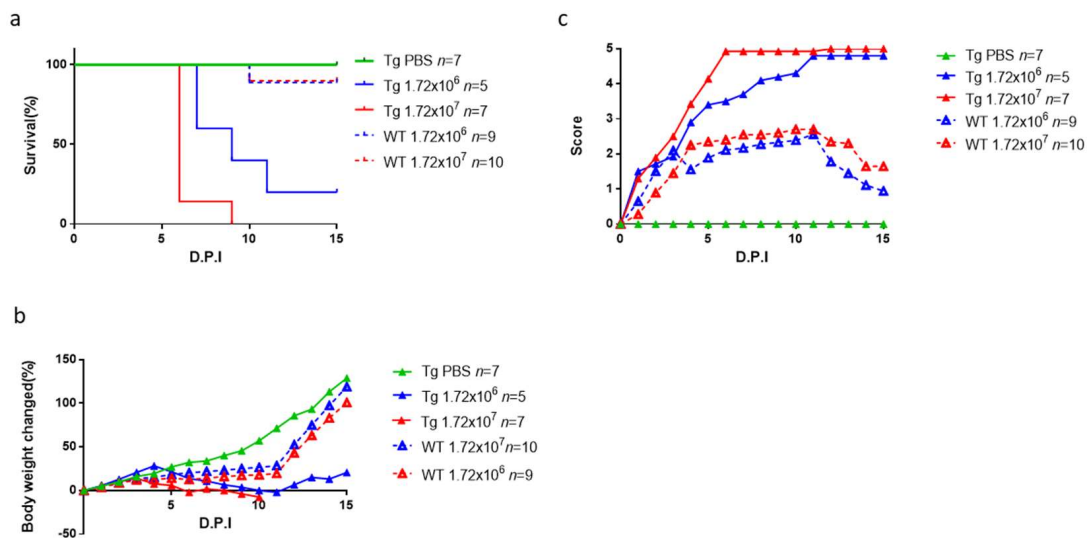 a
Survival(%)
100
50
0
0 5 10 15
D.P.I
Tg PBS n=7
Tg 1.72x10⁶ n=5
Tg 1.72x10⁷ n=7
WT 1.72x10⁶ n=9
WT 1.72x10⁷ n=10
c
Score
5
4
3
2
1
0
0 5 10 15
D.P.I
Tg PBS n=7
Tg 1.72x10⁶ n=5
Tg 1.72x10⁷ n=7
WT 1.72x10⁶ n=9
WT 1.72x10⁷ n=10
b
Body weight changed(%)
150
100
50
0
-50
5 10 15
D.P.I
Tg PBS n=7
Tg 1.72x10⁶ n=5
Tg 1.72x10⁷ n=7
WT 1.72x10⁷n=10
WT 1.72x10⁶ n=9